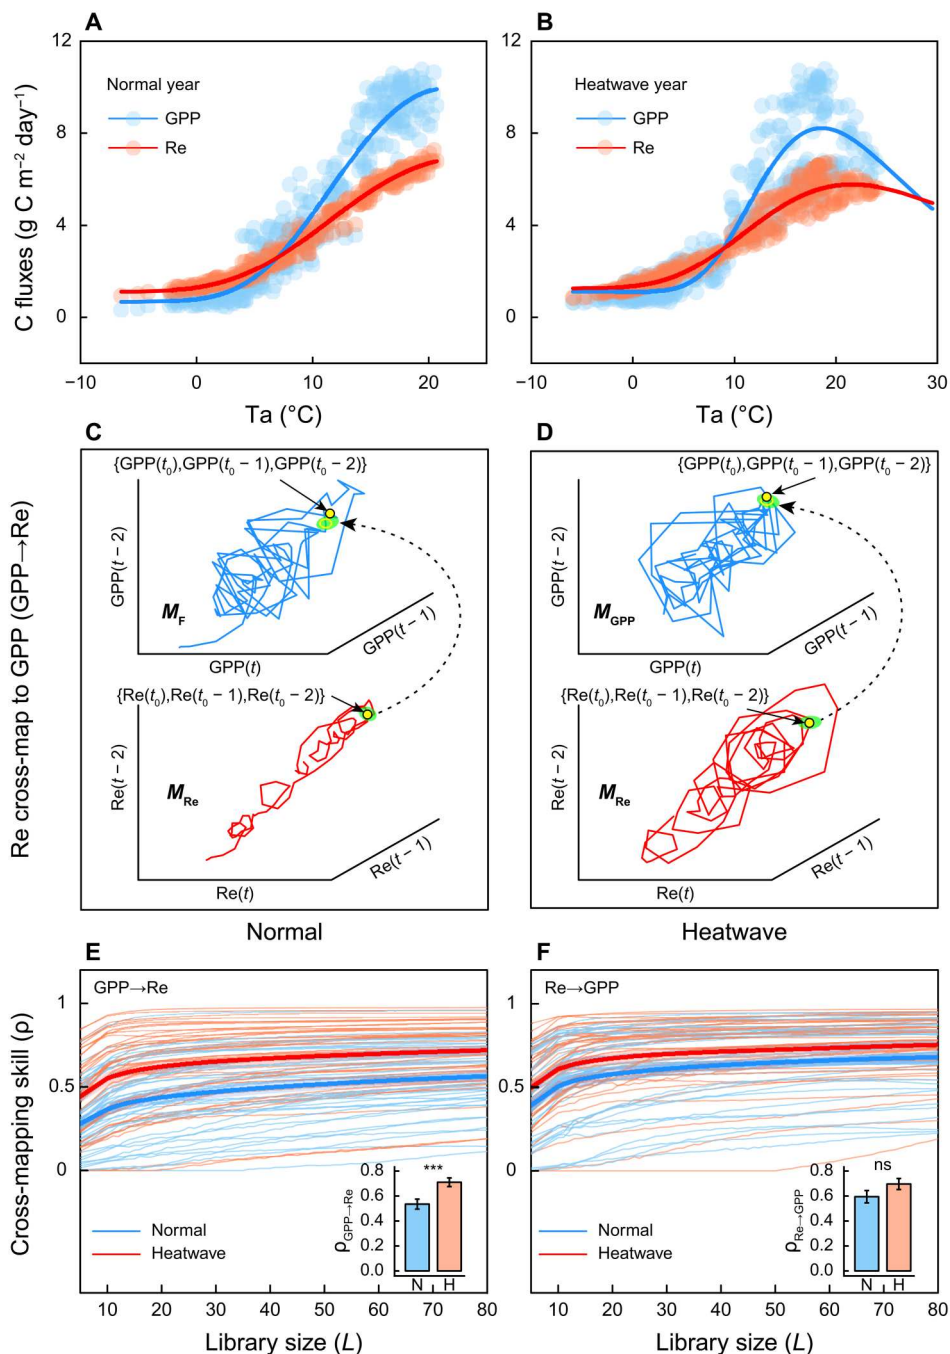 A
B
12
8
4
0
C fluxes (g C m⁻² day⁻¹)
Normal year
GPP
Re
Heatwave year
GPP
Re
−10
0
10
20
−10
0
10
20
30
Ta (°C)
Ta (°C)
C
D
Re cross-map to GPP (GPP→Re)
{GPP(t₀),GPP(t₀ − 1),GPP(t₀ − 2)}
GPP(t − 2)
M_F
GPP(t)
GPP(t − 1)
{Re(t₀),Re(t₀ − 1),Re(t₀ − 2)}
Re(t − 2)
M_Re
Re(t)
Re(t − 1)
{GPP(t₀),GPP(t₀ − 1),GPP(t₀ − 2)}
GPP(t − 2)
M_GPP
GPP(t)
GPP(t − 1)
{Re(t₀),Re(t₀ − 1),Re(t₀ − 2)}
Re(t − 2)
M_Re
Re(t)
Re(t − 1)
Normal
Heatwave
E
F
Cross-mapping skill (ρ)
GPP→Re
1
0.5
0
Normal
Heatwave
0.8
0.6
0.4
0.2
0.0
ρ_GPP→Re
***
N
H
10
20
30
40
50
60
70
80
Library size (L)
Re→GPP
1
0.5
0
Normal
Heatwave
0.8
0.6
0.4
0.2
0.0
ρ_Re→GPP
ns
N
H
10
20
30
40
50
60
70
80
Library size (L)